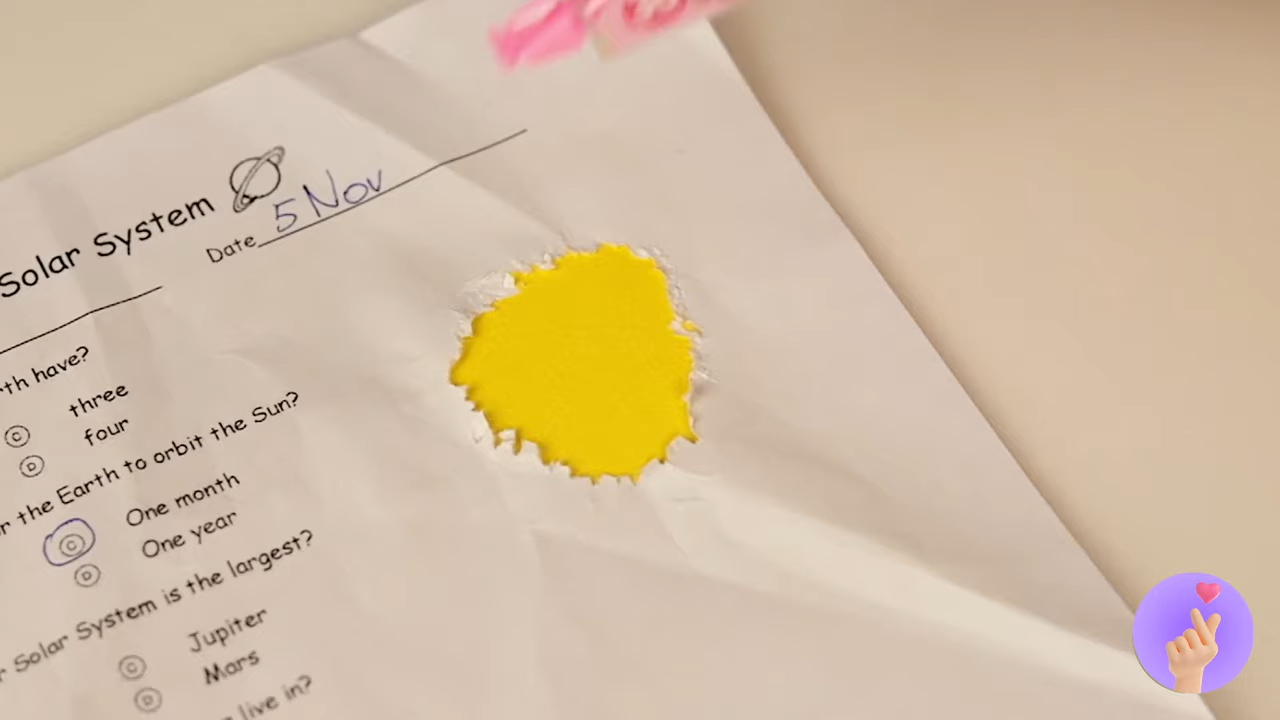 Solar System
Date 5 Nov
rth have?
C three
D four
r the Earth to orbit the Sun?
C One month
D One year
r Solar System is the largest?
C Jupiter
D Mars
live in?